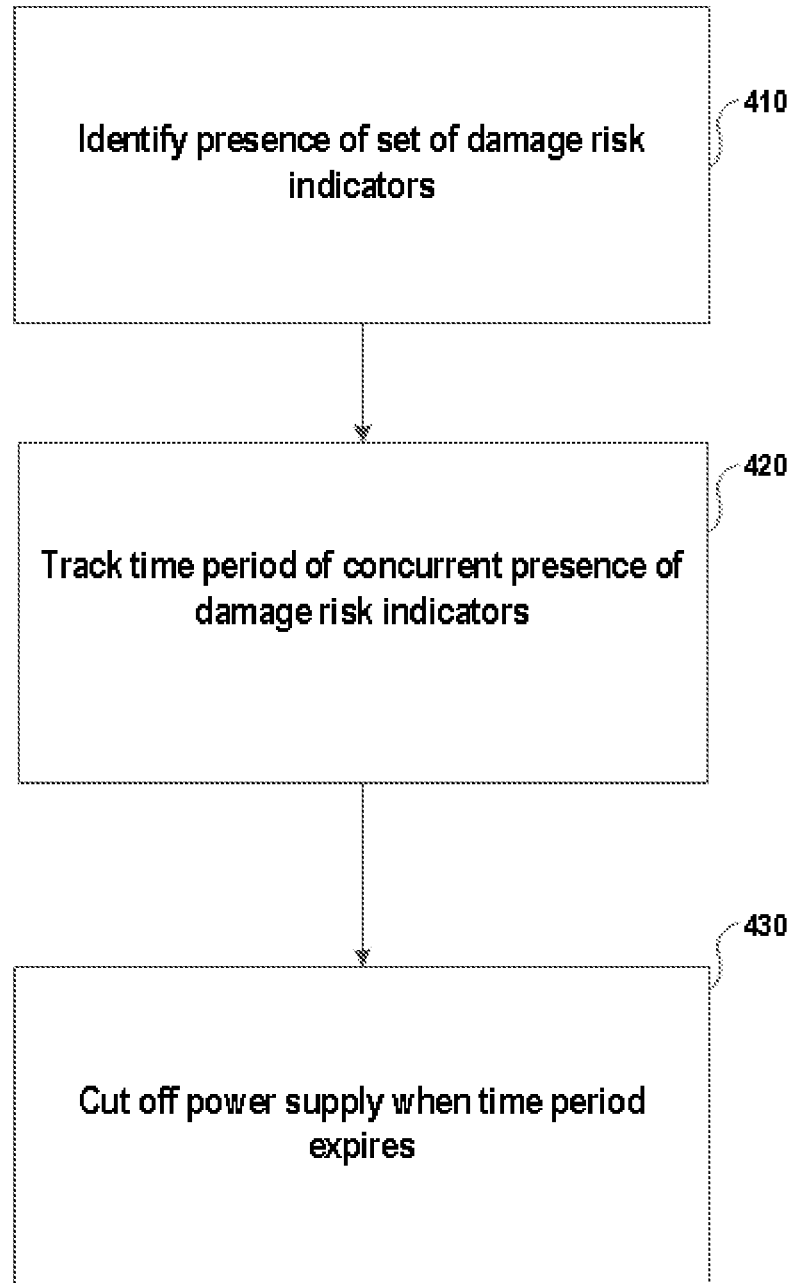 410
Identify presence of set of damage risk
indicators
420
Track time period of concurrent presence of
damage risk indicators
430
Cut off power supply when time period
expires